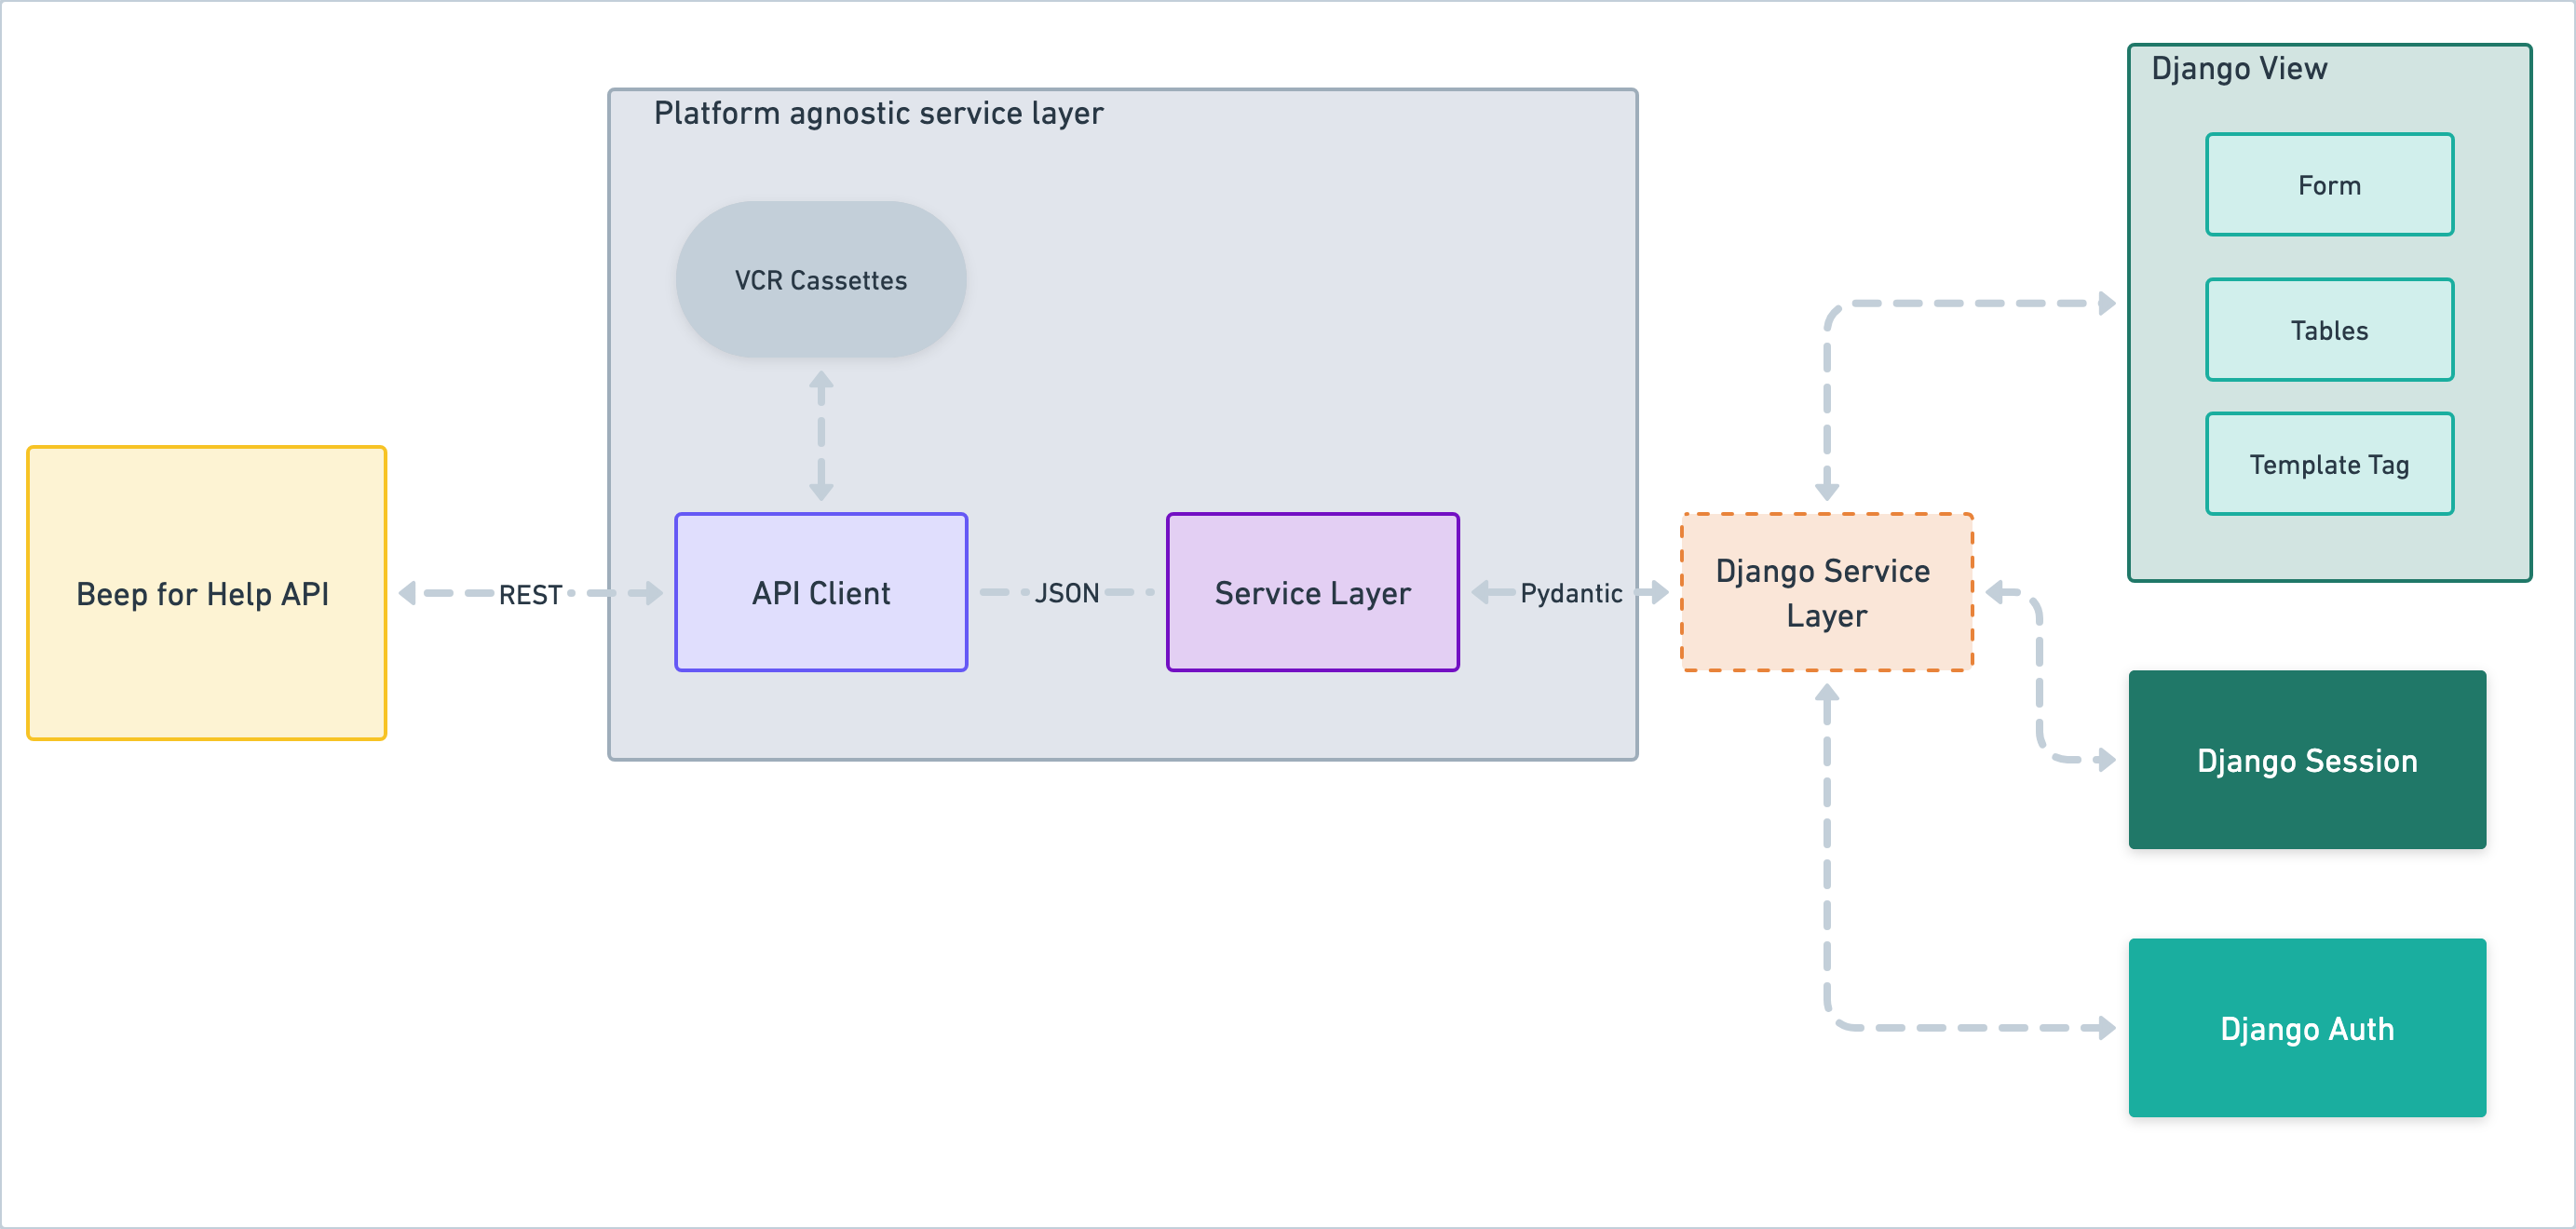 Django View
Platform agnostic service layer
Form
VCR Cassettes
Tables
Template Tag
Beep for Help API
REST
API Client
JSON
Service Layer
Pydantic
Django Service
Layer
Django Session
Django Auth